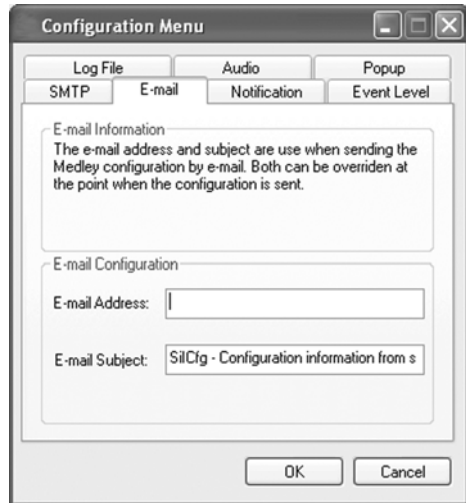 Configuration Menu
Log File Audio Popup
SMTP E-mail Notification Event Level
E-mail Information
The e-mail address and subject are use when sending the
Medley configuration by e-mail. Both can be overriden at
the point when the configuration is sent.
E-mail Configuration
E-mail Address:
E-mail Subject: SilCfg - Configuration information from s
OK Cancel